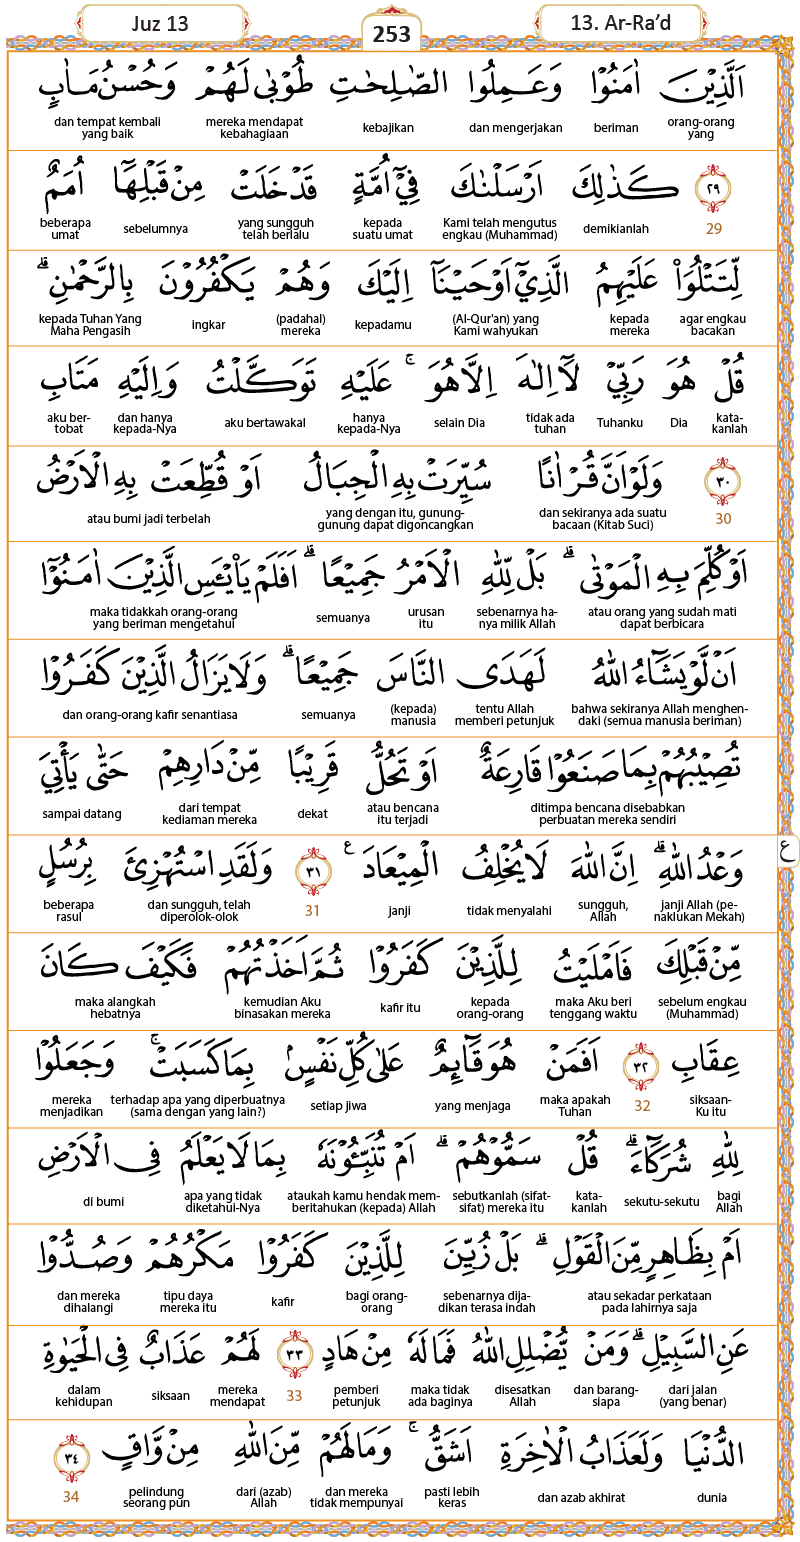 Juz 13
253
13. Ar-Ra’d
اَلَّذِيْنَ اٰمَنُوْا وَعَمِلُوا الصّٰلِحٰتِ طُوْبٰى لَهُمْ وَحُسْنُ مَاٰبٍ
orang-orang yang | beriman | dan mengerjakan | kebajikan | mereka mendapat kebahagiaan | dan tempat kembali yang baik
٢٩ كَذٰلِكَ اَرْسَلْنٰكَ فِيْٓ اُمَّةٍ قَدْ خَلَتْ مِنْ قَبْلِهَآ اُمَمٌ
29 | demikianlah | Kami telah mengutus engkau (Muhammad) | kepada suatu umat | yang sungguh telah berlalu | sebelumnya | beberapa umat
لِّتَتْلُوَا۟ عَلَيْهِمُ الَّذِيْٓ اَوْحَيْنَآ اِلَيْكَ وَهُمْ يَكْفُرُوْنَ بِالرَّحْمٰنِۗ
agar engkau bacakan | kepada mereka | (Al-Qur'an) yang Kami wahyukan | kepadamu | (padahal) mereka | ingkar | kepada Tuhan Yang Maha Pengasih
قُلْ هُوَ رَبِّيْ لَآ اِلٰهَ اِلَّا هُوَۚ عَلَيْهِ تَوَكَّلْتُ وَاِلَيْهِ مَتَابِ
kata-kanlah | Dia | Tuhanku | tidak ada tuhan | selain Dia | hanya kepada-Nya | aku bertawakal | dan hanya kepada-Nya | aku ber-tobat
٣٠ وَلَوْ اَنَّ قُرْاٰنًا سُيِّرَتْ بِهِ الْجِبَالُ اَوْ قُطِّعَتْ بِهِ الْاَرْضُ
30 | dan sekiranya ada suatu bacaan (Kitab Suci) | yang dengan itu, gunung-gunung dapat digoncangkan | atau bumi jadi terbelah
اَوْ كُلِّمَ بِهِ الْمَوْتٰىۗ بَلْ لِّلّٰهِ الْاَمْرُ جَمِيْعًاۗ اَفَلَمْ يَا۟يْـَٔسِ الَّذِيْنَ اٰمَنُوْٓا
atau orang yang sudah mati dapat berbicara | sebenarnya ha-nya milik Allah | urusan itu | semuanya | maka tidakkah orang-orang yang beriman mengetahui
اَنْ لَّوْ يَشَاۤءُ اللّٰهُ لَهَدَى النَّاسَ جَمِيْعًاۗ وَلَا يَزَالُ الَّذِيْنَ كَفَرُوْا
bahwa sekiranya Allah menghen-daki (semua manusia beriman) | tentu Allah memberi petunjuk | (kepada) manusia | semuanya | dan orang-orang kafir senantiasa
تُصِيْبُهُمْ بِمَا صَنَعُوْا قَارِعَةٌ اَوْ تَحُلُّ قَرِيْبًا مِّنْ دَارِهِمْ حَتّٰى يَأْتِيَ
ditimpa bencana disebabkan perbuatan mereka sendiri | atau bencana itu terjadi | dekat | dari tempat kediaman mereka | sampai datang
وَعْدُ اللّٰهِۗ اِنَّ اللّٰهَ لَا يُخْلِفُ الْمِيْعَادَ ࣖ ٣١ وَلَقَدِ اسْتُهْزِئَ بِرُسُلٍ
ع
janji Allah (pe-naklukan Mekah) | sungguh, Allah | tidak menyalahi | janji | 31 | dan sungguh, telah diperolok-olok | beberapa rasul
مِّنْ قَبْلِكَ فَاَمْلَيْتُ لِلَّذِيْنَ كَفَرُوْا ثُمَّ اَخَذْتُهُمْ فَكَيْفَ كَانَ
sebelum engkau (Muhammad) | maka Aku beri tenggang waktu | kepada orang-orang | kafir itu | kemudian Aku binasakan mereka | maka alangkah hebatnya
عِقَابِ ٣٢ اَفَمَنْ هُوَ قَاۤىِٕمٌ عَلٰى كُلِّ نَفْسٍۢ بِمَا كَسَبَتْۚ وَجَعَلُوْا
siksaan-Ku itu | 32 | maka apakah Tuhan | yang menjaga | setiap jiwa | terhadap apa yang diperbuatnya (sama dengan yang lain?) | mereka menjadikan
لِلّٰهِ شُرَكَاۤءَۗ قُلْ سَمُّوْهُمْۗ اَمْ تُنَبِّـُٔوْنَهٗ بِمَا لَا يَعْلَمُ فِى الْاَرْضِ
bagi Allah | sekutu-sekutu | kata-kanlah | sebutkanlah (sifat-sifat) mereka itu | ataukah kamu hendak mem-beritahukan (kepada) Allah | apa yang tidak diketahui-Nya | di bumi
اَمْ بِظَاهِرٍ مِّنَ الْقَوْلِۗ بَلْ زُيِّنَ لِلَّذِيْنَ كَفَرُوْا مَكْرُهُمْ وَصُدُّوْا
atau sekadar perkataan pada lahirnya saja | sebenarnya dija-dikan terasa indah | bagi orang-orang | kafir | tipu daya mereka itu | dan mereka dihalangi
عَنِ السَّبِيْلِۗ وَمَنْ يُّضْلِلِ اللّٰهُ فَمَا لَهٗ مِنْ هَادٍ ٣٣ لَهُمْ عَذَابٌ فِى الْحَيٰوةِ
dari jalan (yang benar) | dan barang-siapa | disesatkan Allah | maka tidak ada baginya | pemberi petunjuk | 33 | mereka mendapat | siksaan | dalam kehidupan
الدُّنْيَا وَلَعَذَابُ الْاٰخِرَةِ اَشَقُّۚ وَمَا لَهُمْ مِّنَ اللّٰهِ مِنْ وَّاقٍ ٣٤
dunia | dan azab akhirat | pasti lebih keras | dan mereka tidak mempunyai | dari (azab) Allah | pelindung seorang pun | 34